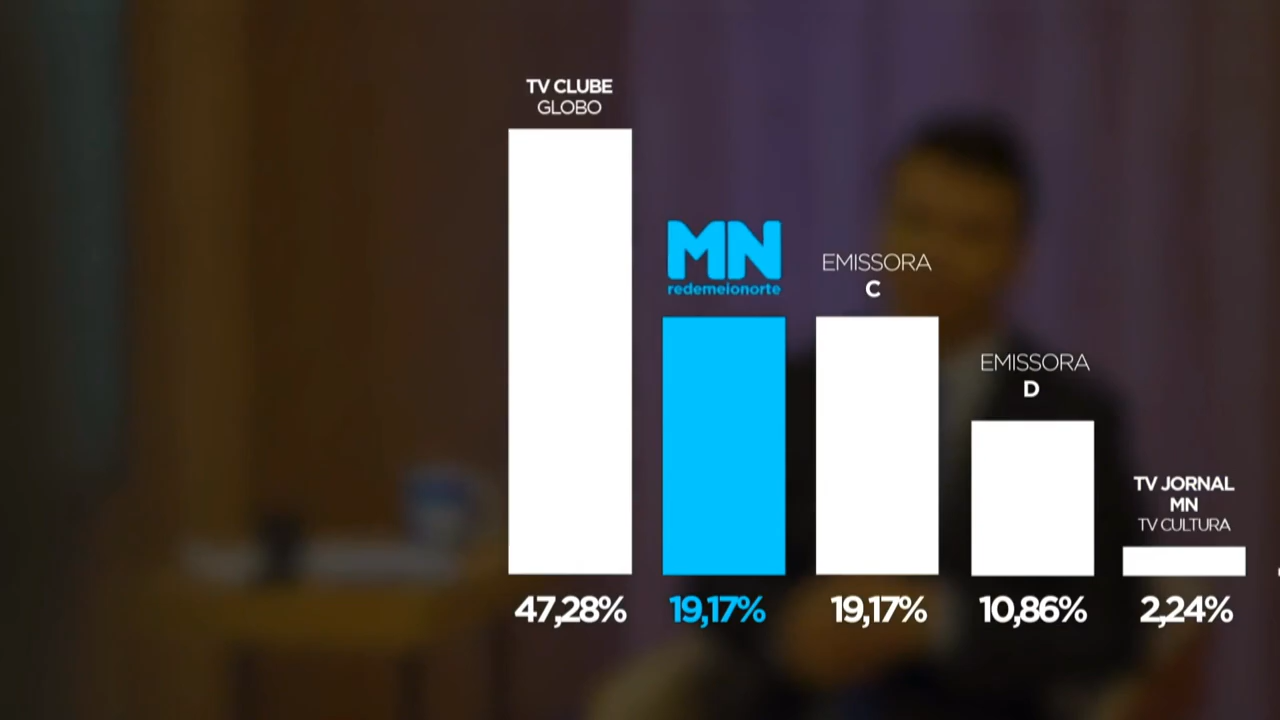 TV CLUBE
GLOBO
47,28%
MN
redemeionorte
19,17%
EMISSORA
C
19,17%
EMISSORA
D
10,86%
TV JORNAL
MN
TV CULTURA
2,24%